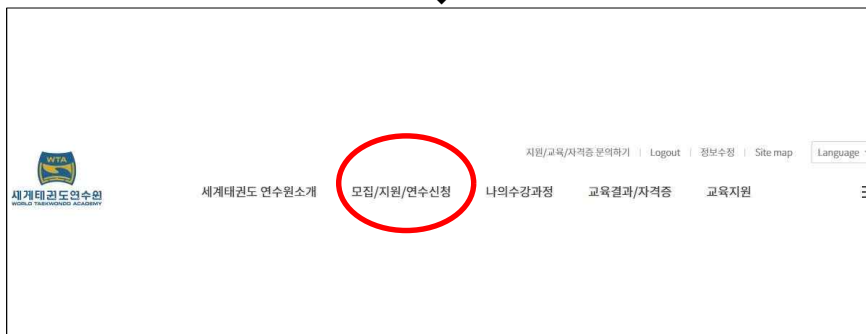 지원/교육/자격증 문의하기 | Logout | 정보수정 | Site map
Language
WTA
세계태권도연수원
WORLD TAEKWONDO ACADEMY
세계태권도 연수원소개 모집/지원/연수신청 나의수강과정 교육결과/자격증 교육지원